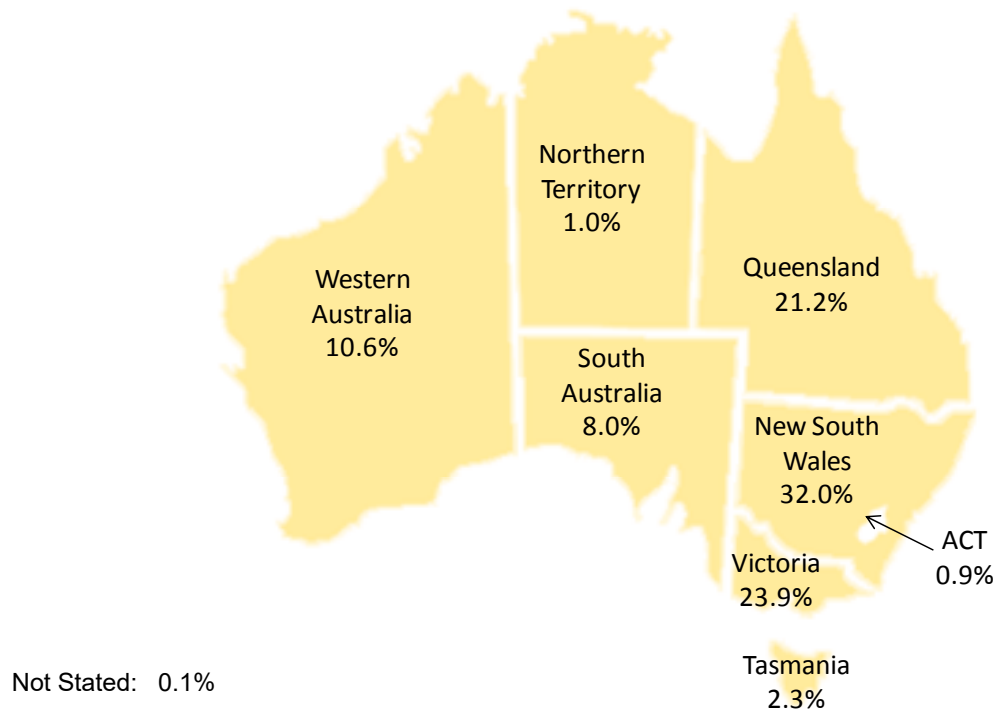 Northern
Territory
1.0%
Western
Australia
10.6%
Queensland
21.2%
South
Australia
8.0%
New South
Wales
32.0%
ACT
0.9%
Victoria
23.9%
Tasmania
2.3%
Not Stated: 0.1%